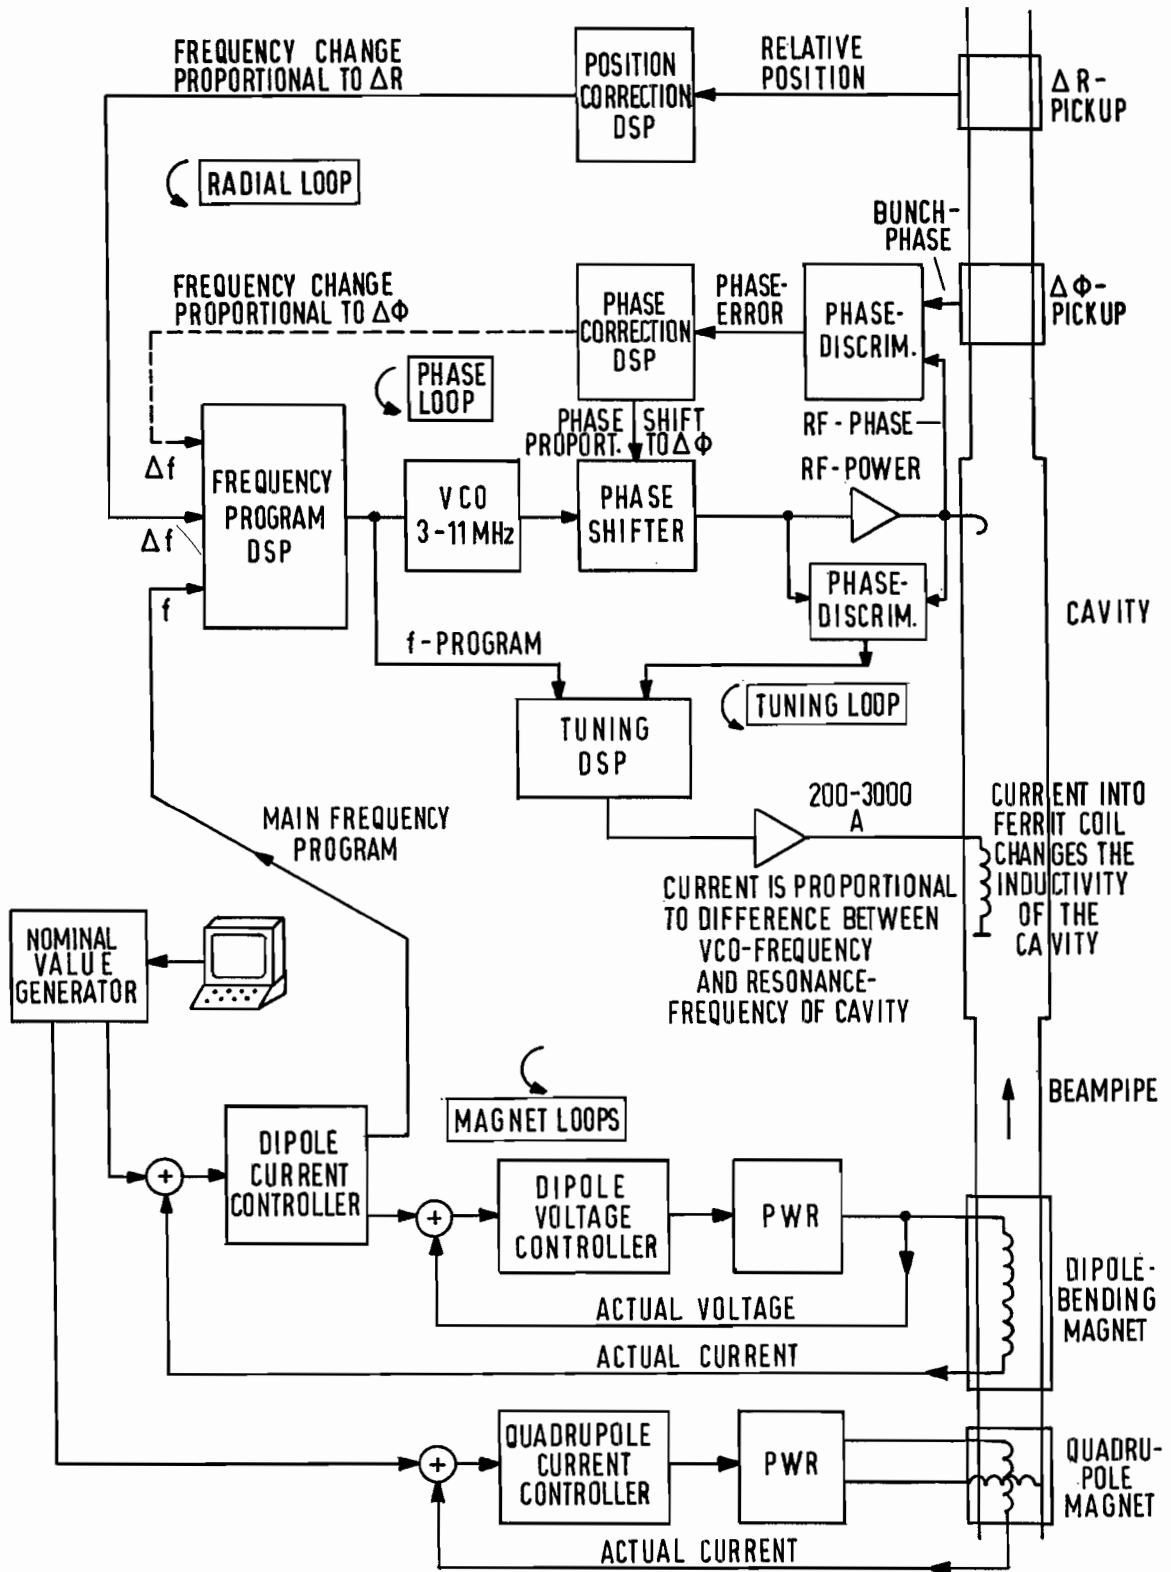 FREQUENCY CHANGE
PROPORTIONAL TO ΔR
POSITION
CORRECTION
DSP
RELATIVE
POSITION
ΔR-
PICKUP
RADIAL LOOP
BUNCH-
PHASE
FREQUENCY CHANGE
PROPORTIONAL TO ΔΦ
PHASE
CORRECTION
DSP
PHASE-
ERROR
PHASE-
DISCRIM.
ΔΦ-
PICKUP
PHASE
LOOP
PHASE SHIFT
PROPORT. TO ΔΦ
RF-PHASE
RF-POWER
Δf
Δf
f
FREQUENCY
PROGRAM
DSP
VCO
3-11 MHz
PHASE
SHIFTER
PHASE-
DISCRIM.
CAVITY
f-PROGRAM
TUNING LOOP
TUNING
DSP
200-3000
A
CURRENT INTO
FERRIT COIL
CHANGES THE
INDUCTIVITY
OF THE
CAVITY
MAIN FREQUENCY
PROGRAM
CURRENT IS PROPORTIONAL
TO DIFFERENCE BETWEEN
VCO-FREQUENCY
AND RESONANCE-
FREQUENCY OF CAVITY
NOMINAL
VALUE
GENERATOR
MAGNET LOOPS
BEAMPIPE
+
DIPOLE
CURRENT
CONTROLLER
+
DIPOLE
VOLTAGE
CONTROLLER
PWR
DIPOLE-
BENDING
MAGNET
ACTUAL VOLTAGE
ACTUAL CURRENT
+
QUADRUPOLE
CURRENT
CONTROLLER
PWR
QUADRU-
POLE
MAGNET
ACTUAL CURRENT